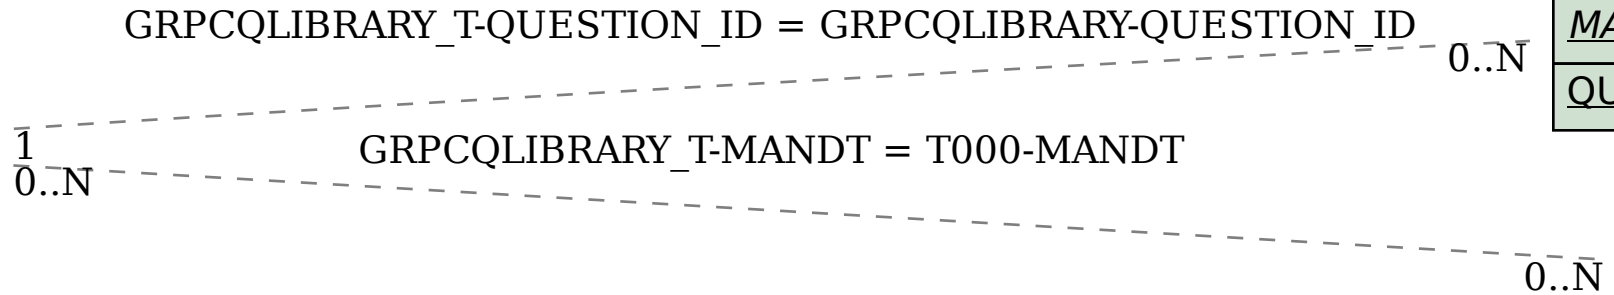 GRPCQLIBRARY_T-QUESTION_ID = GRPCQLIBRARY-QUESTION_ID
0..N
1
GRPCQLIBRARY_T-MANDT = T000-MANDT
0..N
0..N